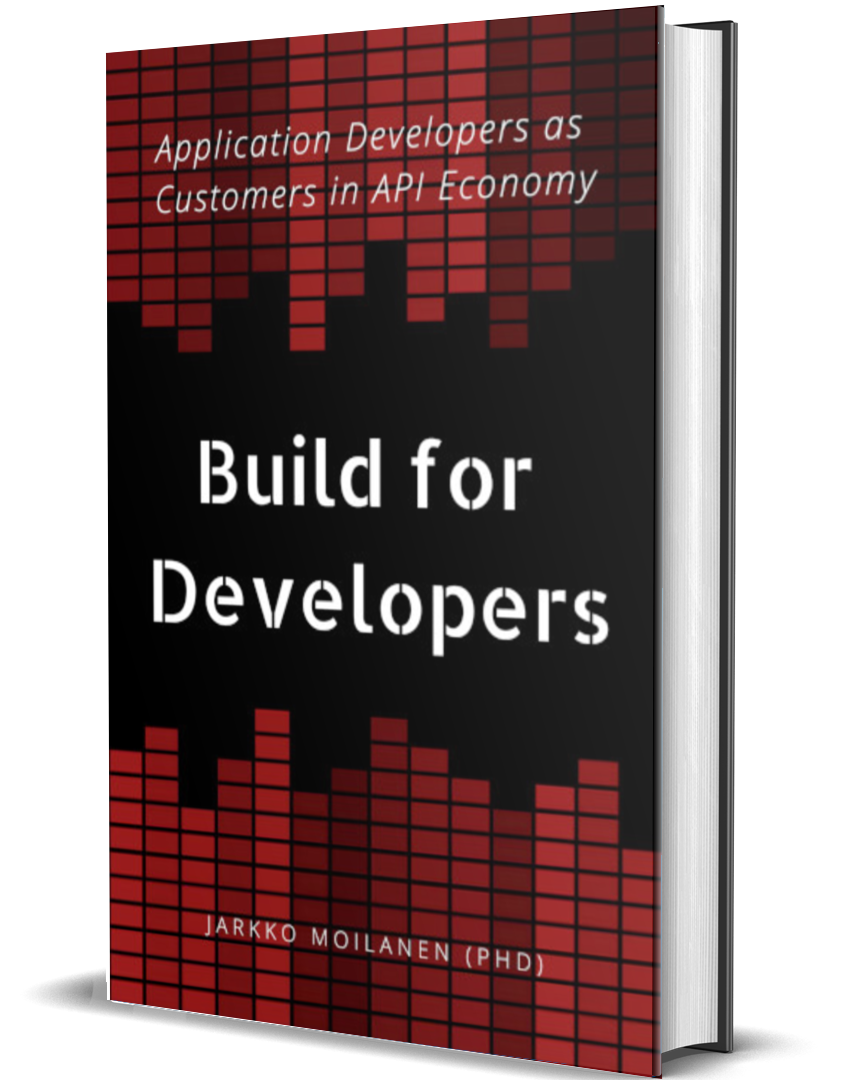 Application Developers as
Customers in API Economy
Build for
Developers
JARKKO MOILANEN (PHD)